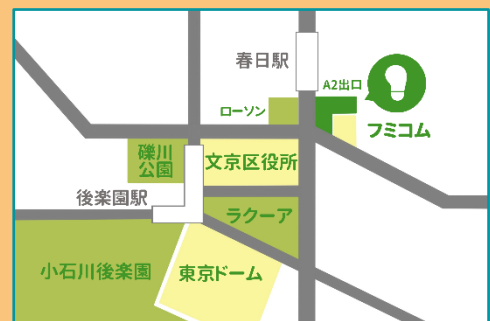 春日駅
A2出口
ローソン
フミコム
礫川
公園
文京区役所
後楽園駅
ラクーア
小石川後楽園
東京ドーム